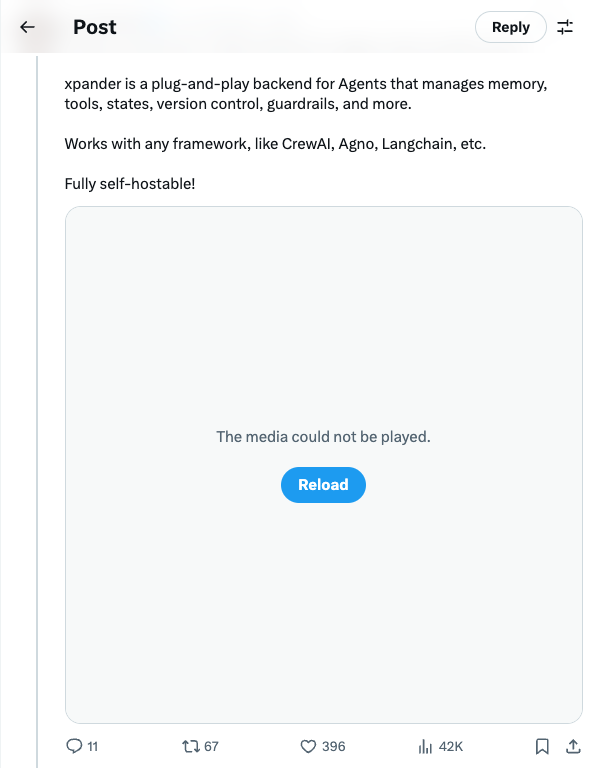 Post
Reply
xpander is a plug-and-play backend for Agents that manages memory,
tools, states, version control, guardrails, and more.
Works with any framework, like CrewAI, Agno, Langchain, etc.
Fully self-hostable!
The media could not be played.
Reload
11 67 396 42K